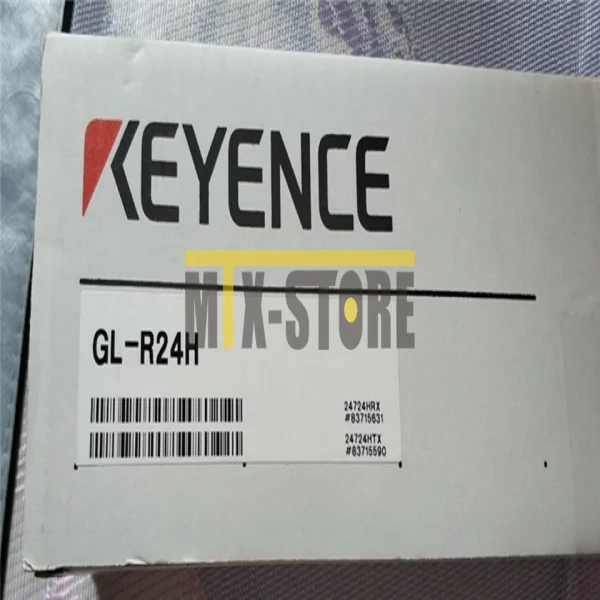 KEYENCE
MTX-STORE
GL-R24H
24724HRX
#83715631
24724HTX
#83715590